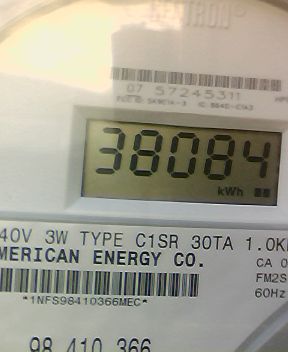 ITRON®
07 57245311
38084
kWh
40V 3W TYPE C1SR 30TA 1.0K
MERICAN ENERGY CO.
CA 0
FM2S
60Hz
*1NFS98410366MEC*
98 410 366